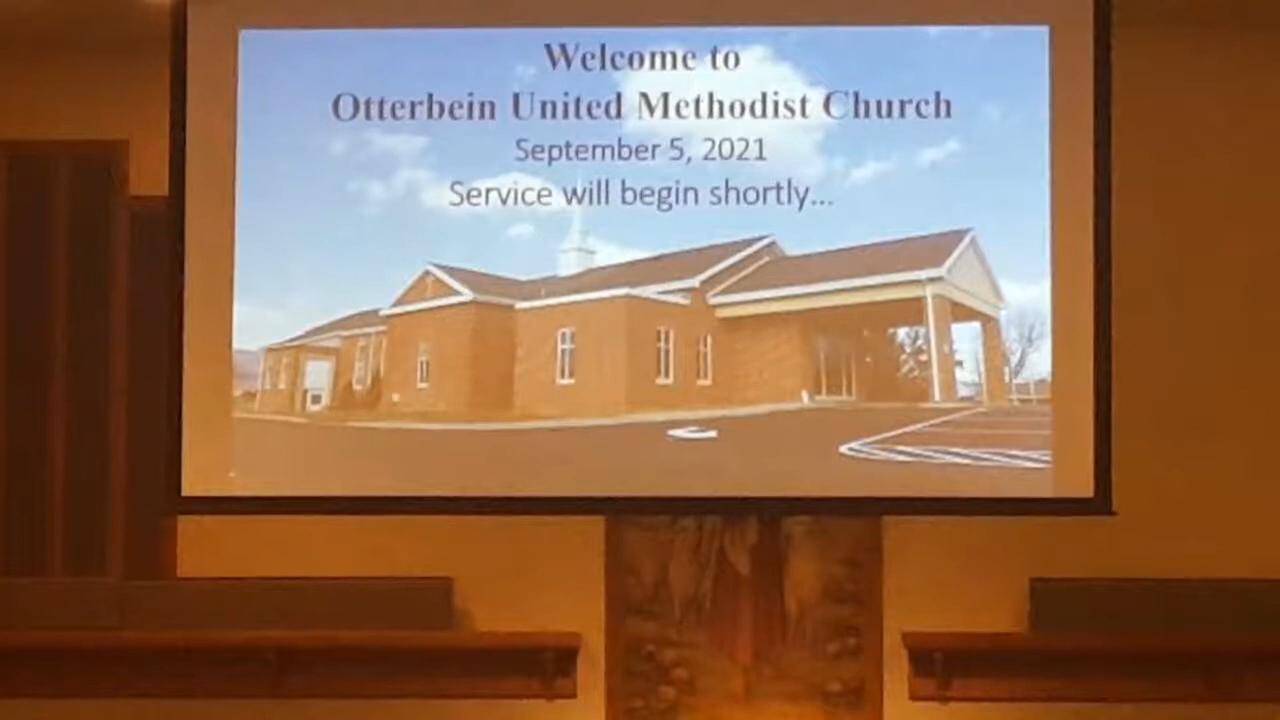 Welcome to
Otterbein United Methodist Church
September 5, 2021
Service will begin shortly...